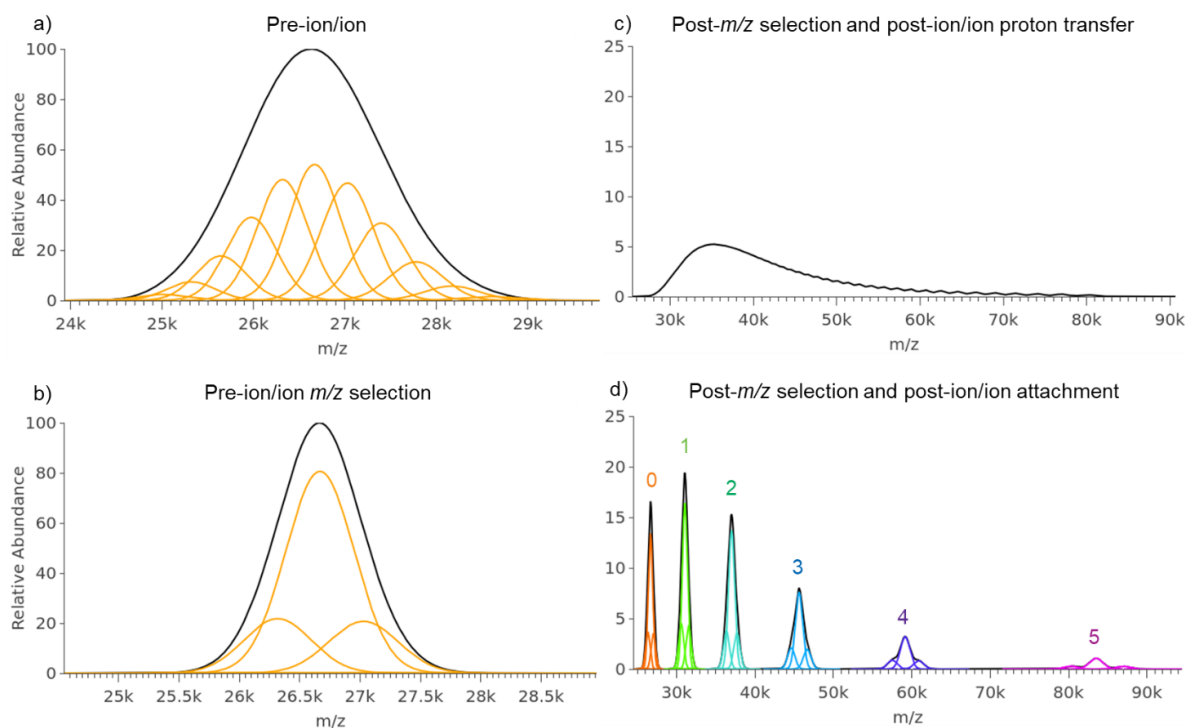 a)
Pre-ion/ion
100
80
60
40
20
0
Relative Abundance
24k 25k 26k 27k 28k 29k
m/z
c)
Post-m/z selection and post-ion/ion proton transfer
25
20
15
10
5
0
30k 40k 50k 60k 70k 80k 90k
m/z
b)
Pre-ion/ion m/z selection
100
80
60
40
20
0
Relative Abundance
25k 25.5k 26k 26.5k 27k 27.5k 28k 28.5k
m/z
d)
Post-m/z selection and post-ion/ion attachment
25
20
15
10
5
0
0
1
2
3
4
5
30k 40k 50k 60k 70k 80k 90k
m/z